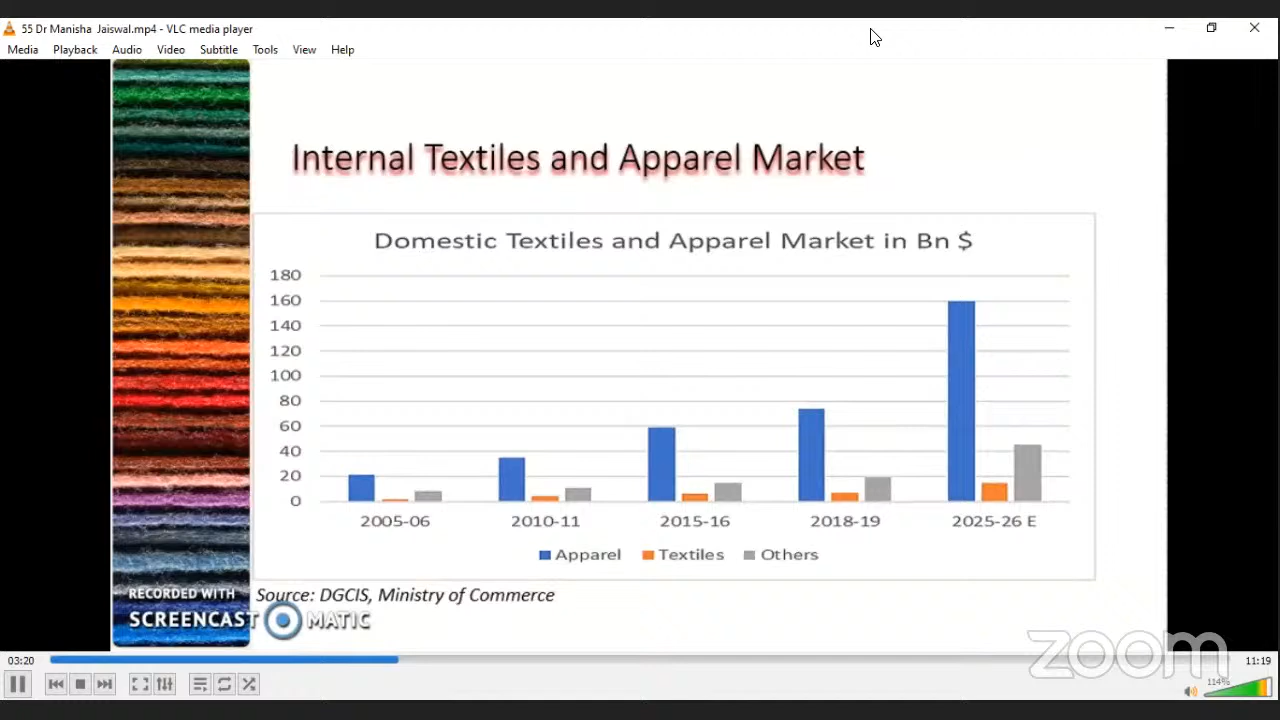 55 Dr Manisha  Jaiswal.mp4 - VLC media player
Media Playback Audio Video Subtitle Tools View Help
Internal Textiles and Apparel Market
Domestic Textiles and Apparel Market in Bn $
180
160
140
120
100
80
60
40
20
0
2005-06 2010-11 2015-16 2018-19 2025-26 E
Apparel Textiles Others
Source: DGCIS, Ministry of Commerce
RECORDED WITH
SCREENCAST MATIC
zoom
03:20 11:19
114%